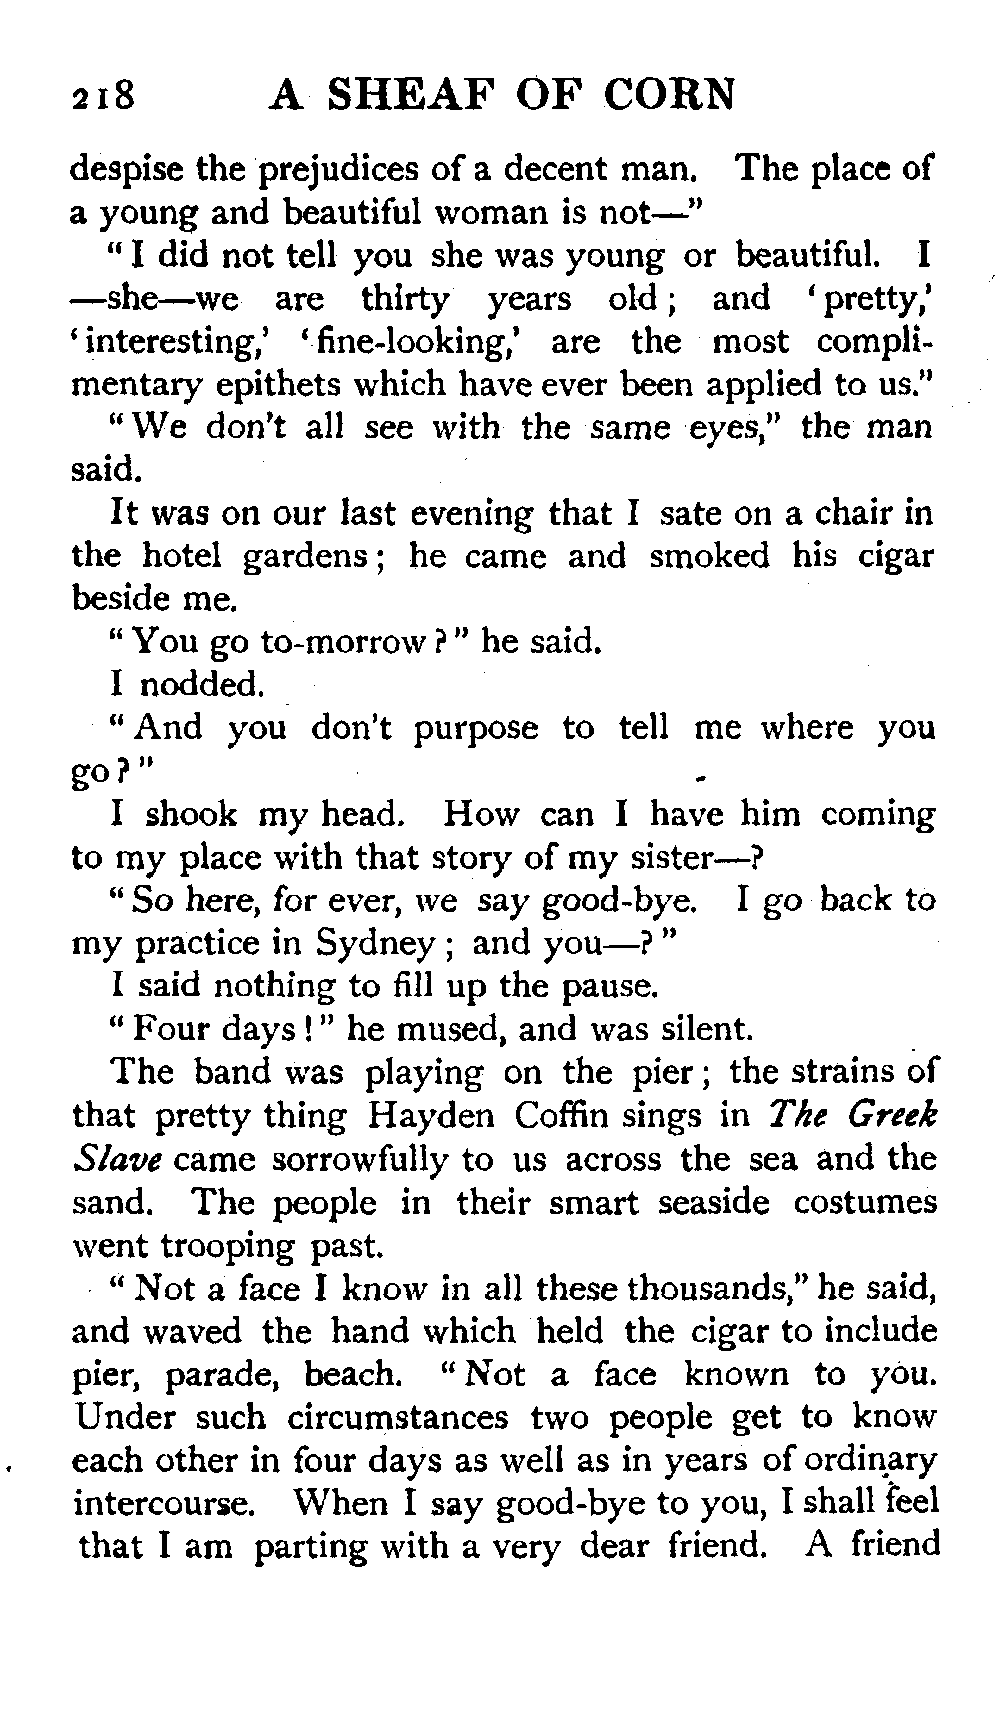 218 A SHEAF OF CORN
despise the prejudices of a decent man. The place of
a young and beautiful woman is not—"
"I did not tell you she was young or beautiful. I
—she—we are thirty years old; and 'pretty,'
'interesting,' 'fine-looking,' are the most compli-
mentary epithets which have ever been applied to us."
"We don't all see with the same eyes," the man
said.
It was on our last evening that I sate on a chair in
the hotel gardens; he came and smoked his cigar
beside me.
"You go to-morrow?" he said.
I nodded.
"And you don't purpose to tell me where you
go?"
I shook my head. How can I have him coming
to my place with that story of my sister—?
"So here, for ever, we say good-bye. I go back to
my practice in Sydney; and you—?"
I said nothing to fill up the pause.
"Four days!" he mused, and was silent.
The band was playing on the pier; the strains of
that pretty thing Hayden Coffin sings in The Greek
Slave came sorrowfully to us across the sea and the
sand. The people in their smart seaside costumes
went trooping past.
"Not a face I know in all these thousands," he said,
and waved the hand which held the cigar to include
pier, parade, beach. "Not a face known to you.
Under such circumstances two people get to know
each other in four days as well as in years of ordinary
intercourse. When I say good-bye to you, I shall feel
that I am parting with a very dear friend. A friend